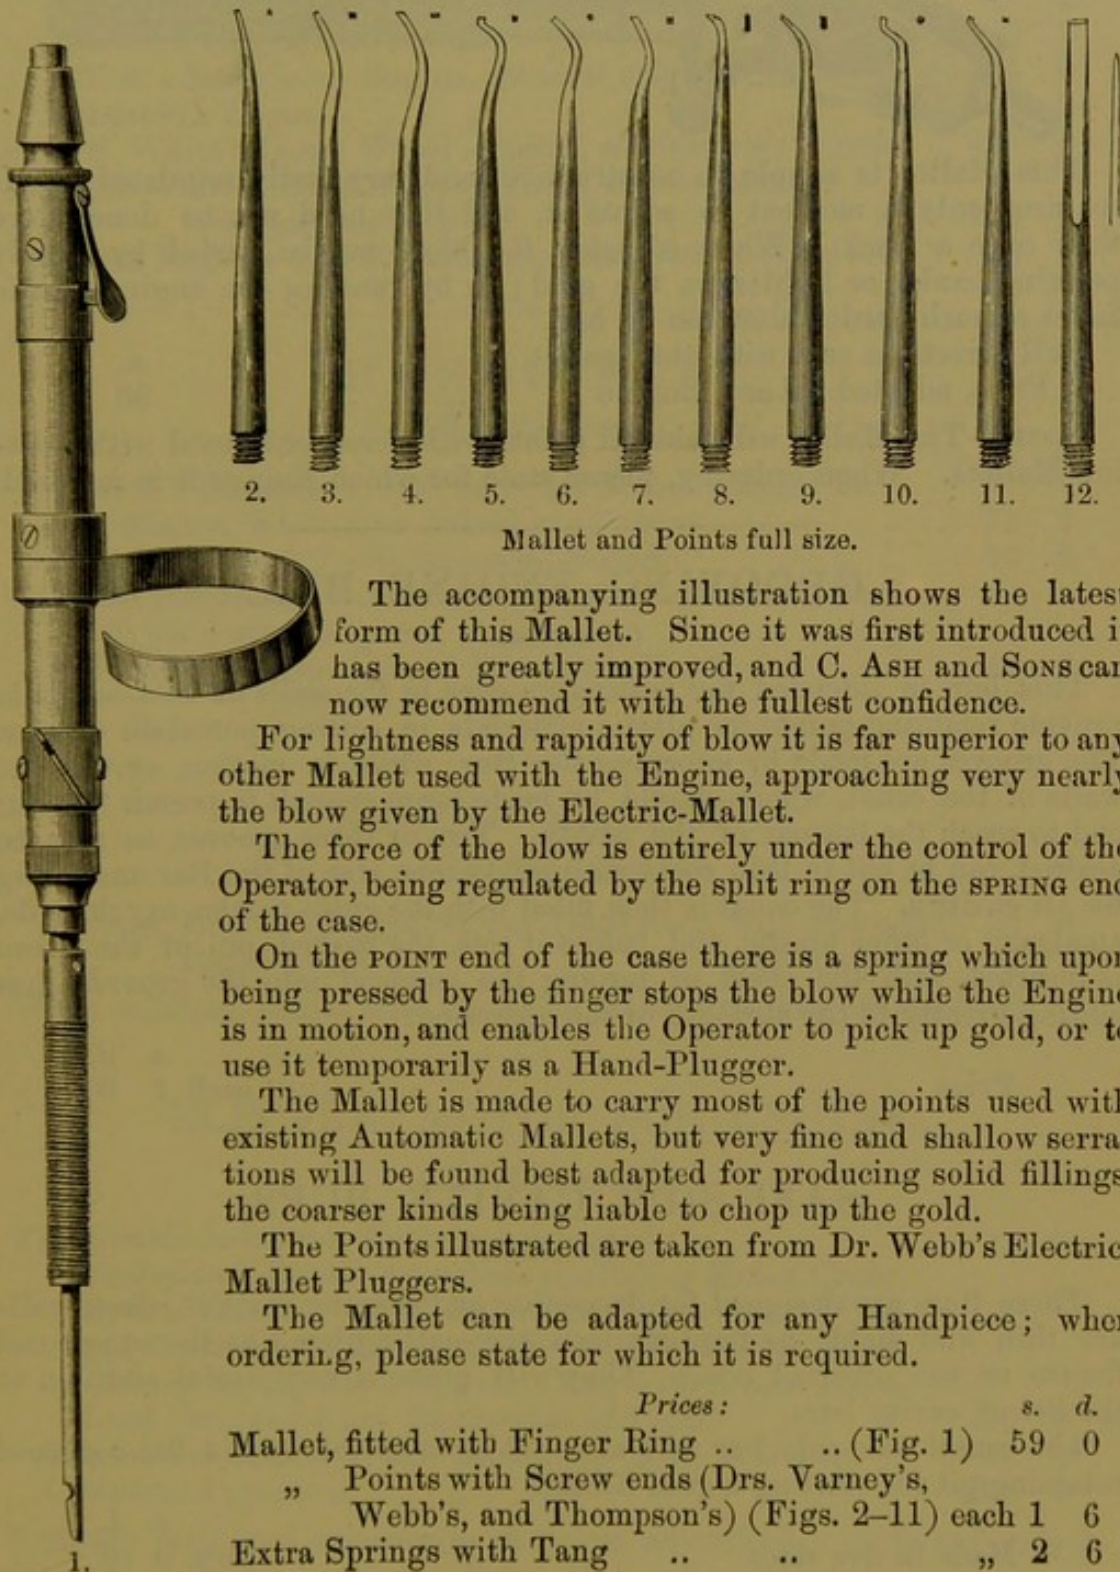 2. 3. 4. 5. 6. 7. 8. 9. 10. 11. 12.
Mallet and Points full size.
The accompanying illustration shows the latest
form of this Mallet. Since it was first introduced i
has been greatly improved, and C. Ash and Sons can
now recommend it with the fullest confidence.
For lightness and rapidity of blow it is far superior to any
other Mallet used with the Engine, approaching very nearly
the blow given by the Electric-Mallet.
The force of the blow is entirely under the control of the
Operator, being regulated by the split ring on the SPRING end
of the case.
On the POINT end of the case there is a spring which upon
being pressed by the finger stops the blow while the Engine
is in motion, and enables the Operator to pick up gold, or to
use it temporarily as a Hand-Plugger.
The Mallet is made to carry most of the points used with
existing Automatic Mallets, but very fine and shallow serra-
tions will be found best adapted for producing solid fillings,
the coarser kinds being liable to chop up the gold.
The Points illustrated are taken from Dr. Webb's Electric-
Mallet Pluggers.
The Mallet can be adapted for any Handpiece; when
ordering, please state for which it is required.
Prices: s. d.
Mallet, fitted with Finger Ring .. .. (Fig. 1) 59 0
„ Points with Screw ends (Drs. Varney's,
Webb's, and Thompson's) (Figs. 2–11) each 1 6
Extra Springs with Tang .. .. „ 2 6
1.